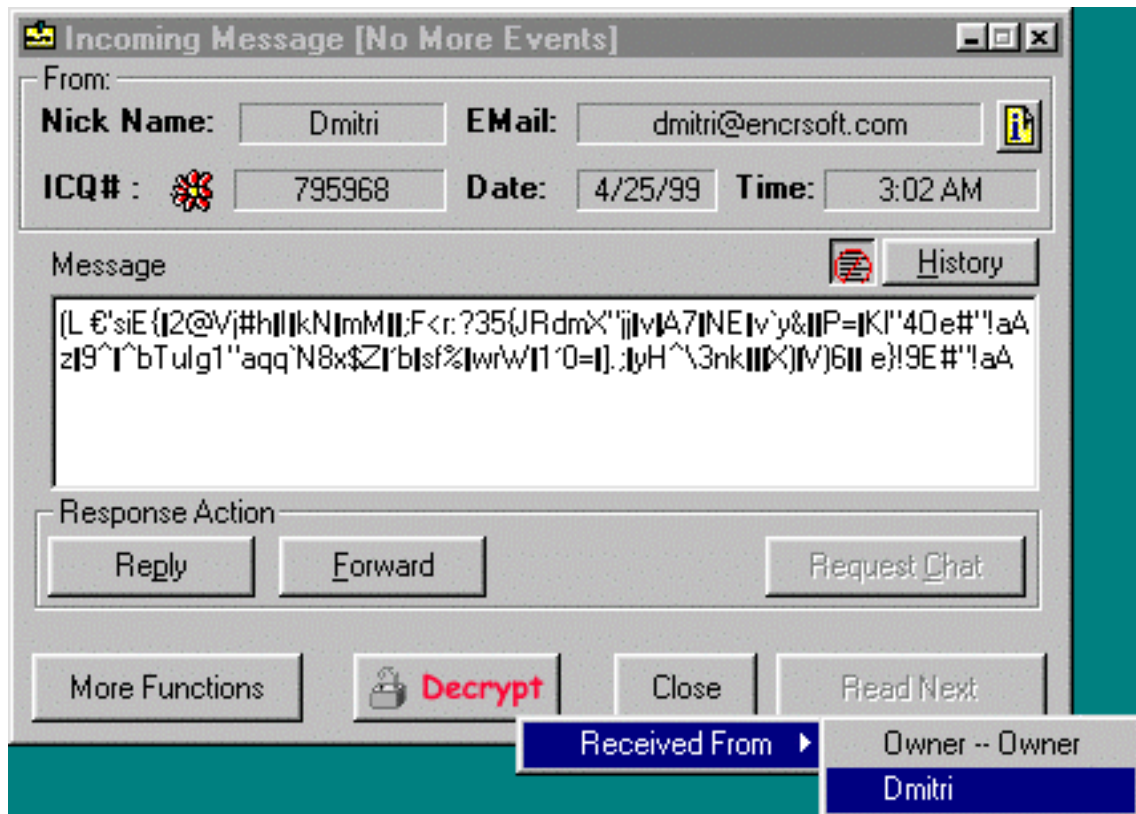 Incoming Message [No More Events]
From:
Nick Name: Dmitri EMail: dmitri@encrsoft.com
ICQ# : 795968 Date: 4/25/99 Time: 3:02 AM
Message History
Response Action
Reply Forward Request Chat
More Functions Decrypt Close Read Next
Received From Owner -- Owner
Dmitri